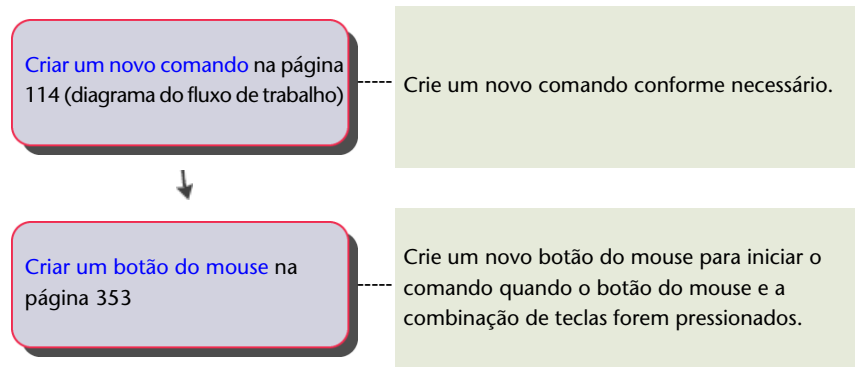 Criar um novo comando na página
114 (diagrama do fluxo de trabalho)
Crie um novo comando conforme necessário.
Criar um botão do mouse na
página 353
Crie um novo botão do mouse para iniciar o
comando quando o botão do mouse e a
combinação de teclas forem pressionados.